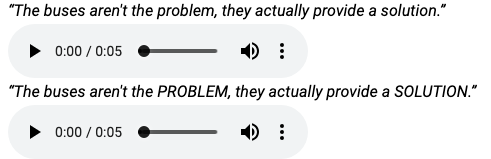 “The buses aren't the problem, they actually provide a solution.”
0:00 / 0:05
“The buses aren't the PROBLEM, they actually provide a SOLUTION.”
0:00 / 0:05